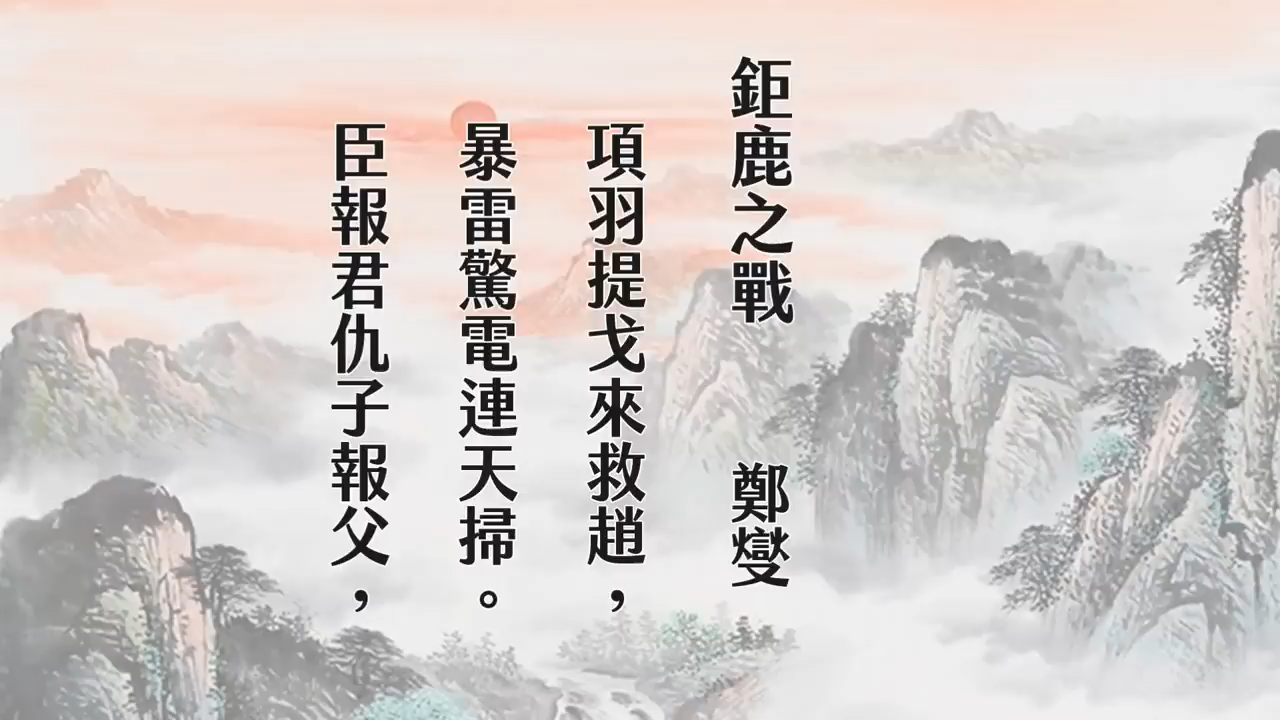 鉅鹿之戰　鄭燮
項羽提戈來救趙，
暴雷驚電連天掃。
臣報君仇子報父，